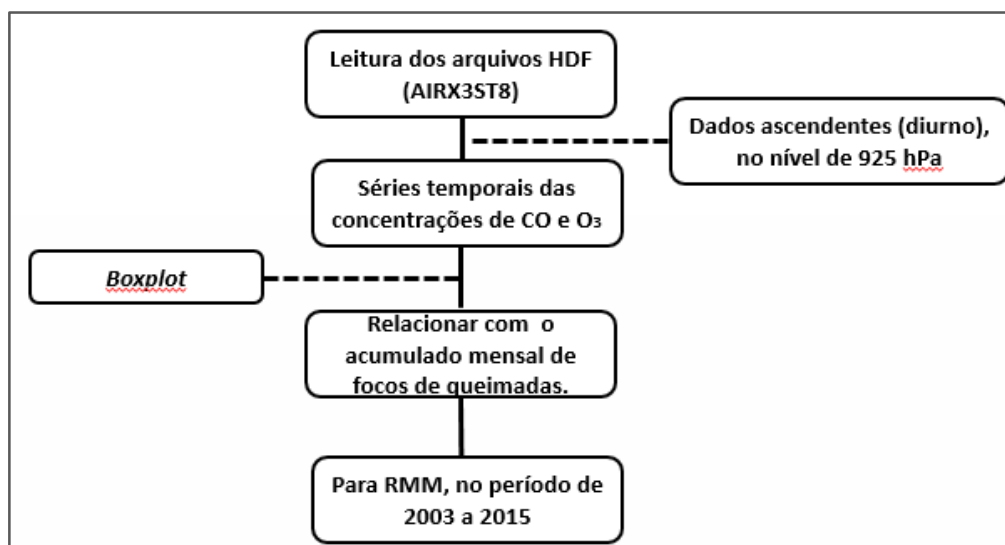 Leitura dos arquivos HDF
(AIRX3ST8)
Dados ascendentes (diurno),
no nível de 925 hPa
Séries temporais das
concentrações de CO e O₃
Boxplot
Relacionar com o
acumulado mensal de
focos de queimadas.
Para RMM, no período de
2003 a 2015